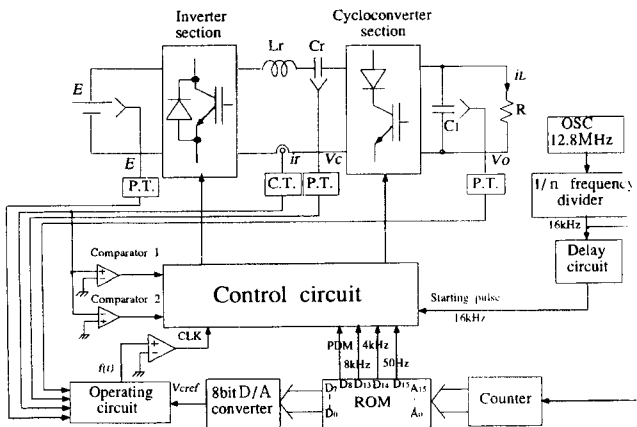 Inverter section
Cycloconverter section
Lr
Cr
E
E
ir
Vc
C1
iL
R
Vo
P.T.
C.T.
P.T.
P.T.
OSC
12.8MHz
1/n frequency divider
16kHz
Delay circuit
Comparator 1
Comparator 2
Control circuit
Starting pulse
16kHz
CLK
PDM
8kHz
4kHz
50Hz
f(t)
Vcref
Operating circuit
8bit D/A converter
D7
D0
D8
D13
D14
D15
ROM
A15
A0
Counter